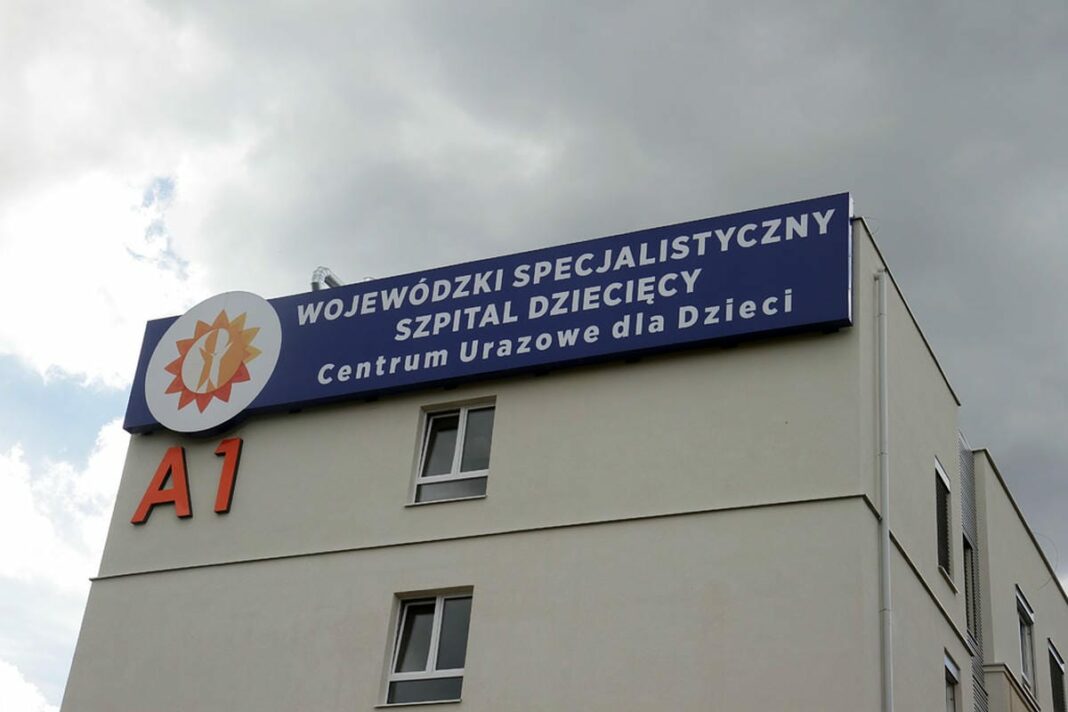 WOJEWÓDZKI SPECJALISTYCZNY
SZPITAL DZIECIĘCY
Centrum Urazowe dla Dzieci
A1